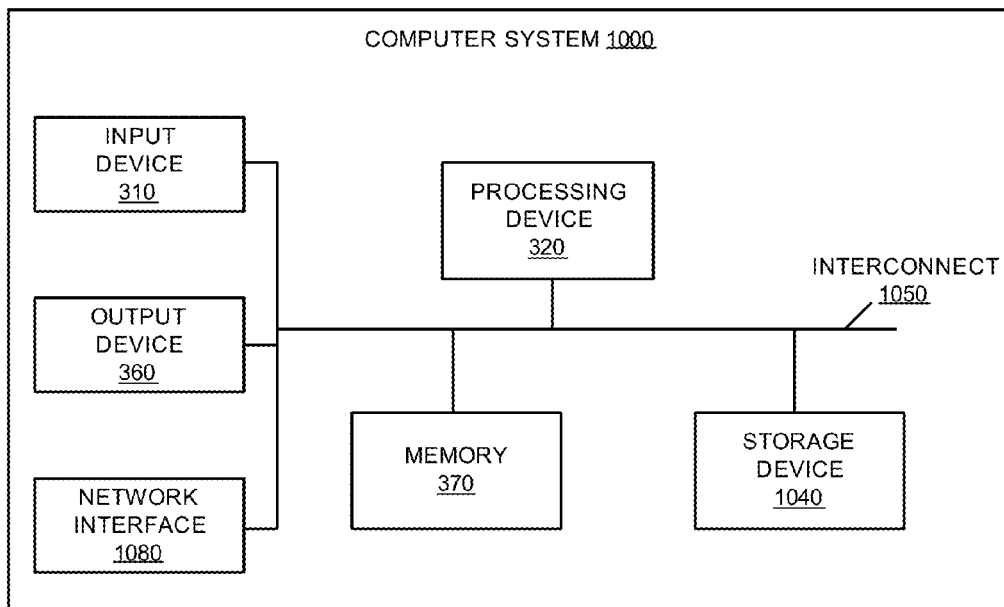 COMPUTER SYSTEM 1000
INPUT
DEVICE
310
PROCESSING
DEVICE
320
INTERCONNECT
1050
OUTPUT
DEVICE
360
MEMORY
370
STORAGE
DEVICE
1040
NETWORK
INTERFACE
1080